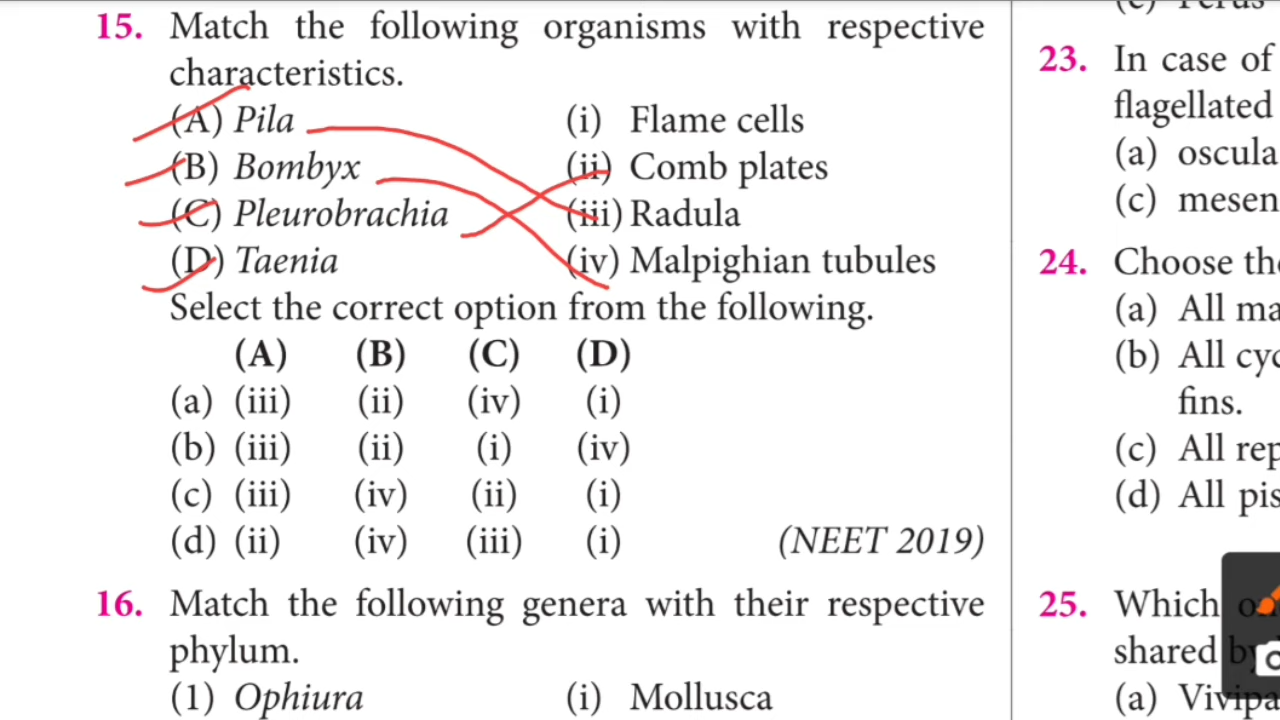 15. Match the following organisms with respective
characteristics.
(A) Pila (i) Flame cells
(B) Bombyx (ii) Comb plates
(C) Pleurobrachia (iii) Radula
(D) Taenia (iv) Malpighian tubules
Select the correct option from the following.
(A) (B) (C) (D)
(a) (iii) (ii) (iv) (i)
(b) (iii) (ii) (i) (iv)
(c) (iii) (iv) (ii) (i)
(d) (ii) (iv) (iii) (i) (NEET 2019)
16. Match the following genera with their respective
phylum.
(1) Ophiura (i) Mollusca
23. In case of
flagellated
(a) oscula
(c) mesen
24. Choose the
(a) All ma
(b) All cyc
fins.
(c) All rep
(d) All pis
25. Which
shared by
(a) Vivipa